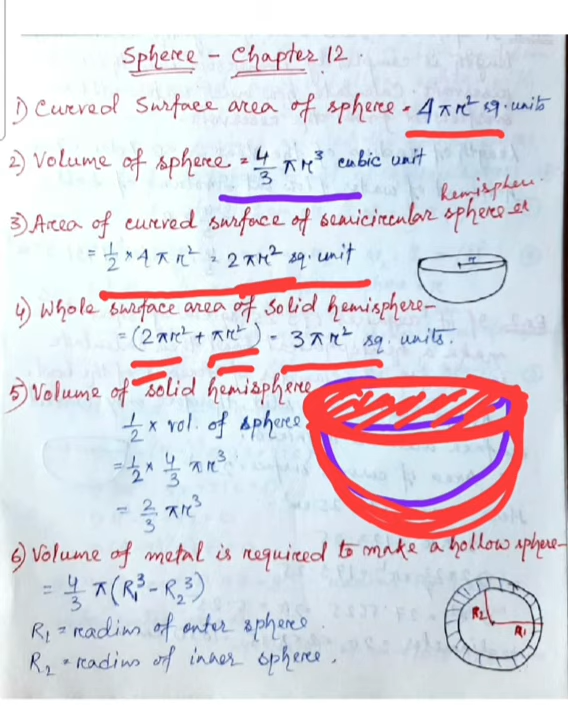 Sphere - Chapter 12.
1) Curved Surface area of sphere = 4πr² sq. units
2) Volume of sphere = 4/3 πr³ cubic unit
hemisphere
3) Area of curved surface of semicircular sphere or
= 1/2 × 4πr² = 2πr² sq. unit
r
4) Whole surface area of solid hemisphere-
= (2πr² + πr²) = 3πr² sq. units.
5) Volume of solid hemisphere
1/2 × vol. of sphere
= 1/2 × 4/3 πr³
= 2/3 πr³
6) Volume of metal is required to make a hollow sphere-
= 4/3 π(R₁³ - R₂³)
R₁ = radius of outer sphere.
R₂ = radius of inner sphere.
R₂
R₁